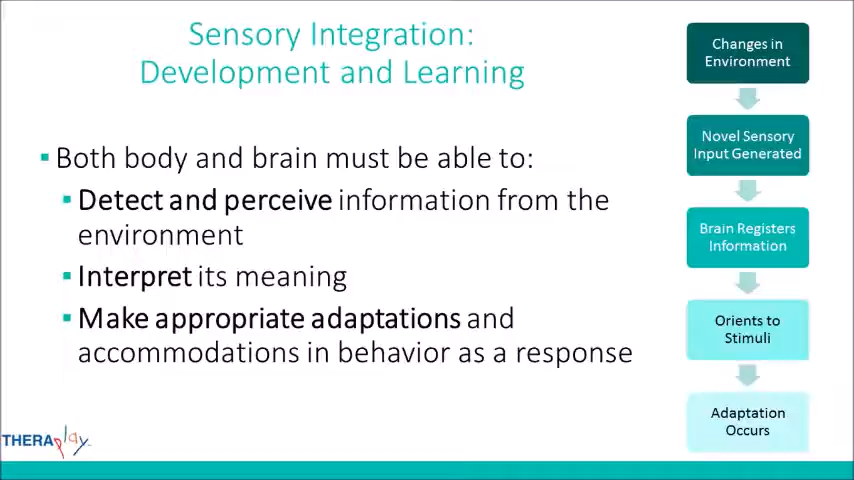 Sensory Integration:
Development and Learning
▪ Both body and brain must be able to:
▪ Detect and perceive information from the
environment
▪ Interpret its meaning
▪ Make appropriate adaptations and
accommodations in behavior as a response
Changes in
Environment
Novel Sensory
Input Generated
Brain Registers
Information
Orients to
Stimuli
Adaptation
Occurs
THERAplay